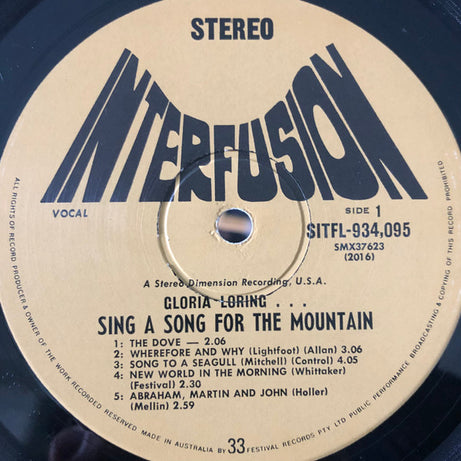 STEREO
INTERFUSION
VOCAL
SIDE 1
SITFL-934,095
SMX37623
(2016)
A Stereo Dimension Recording, U.S.A.
GLORIA LORING . . .
SING A SONG FOR THE MOUNTAIN
1: THE DOVE — 2.06
2: WHEREFORE AND WHY (Lightfoot) (Allan) 3.06
3: SONG TO A SEAGULL (Mitchell) (Control) 4.05
4: NEW WORLD IN THE MORNING (Whittaker)
(Festival) 2.30
5: ABRAHAM, MARTIN AND JOHN (Holler)
(Mellin) 2.59
33
ALL RIGHTS OF RECORD PRODUCER & OWNER OF THE WORK RECORDED RESERVED MADE IN AUSTRALIA BY FESTIVAL RECORDS PTY LTD PUBLIC PERFORMANCE BROADCASTING & COPYING OF THIS RECORD PROHIBITED